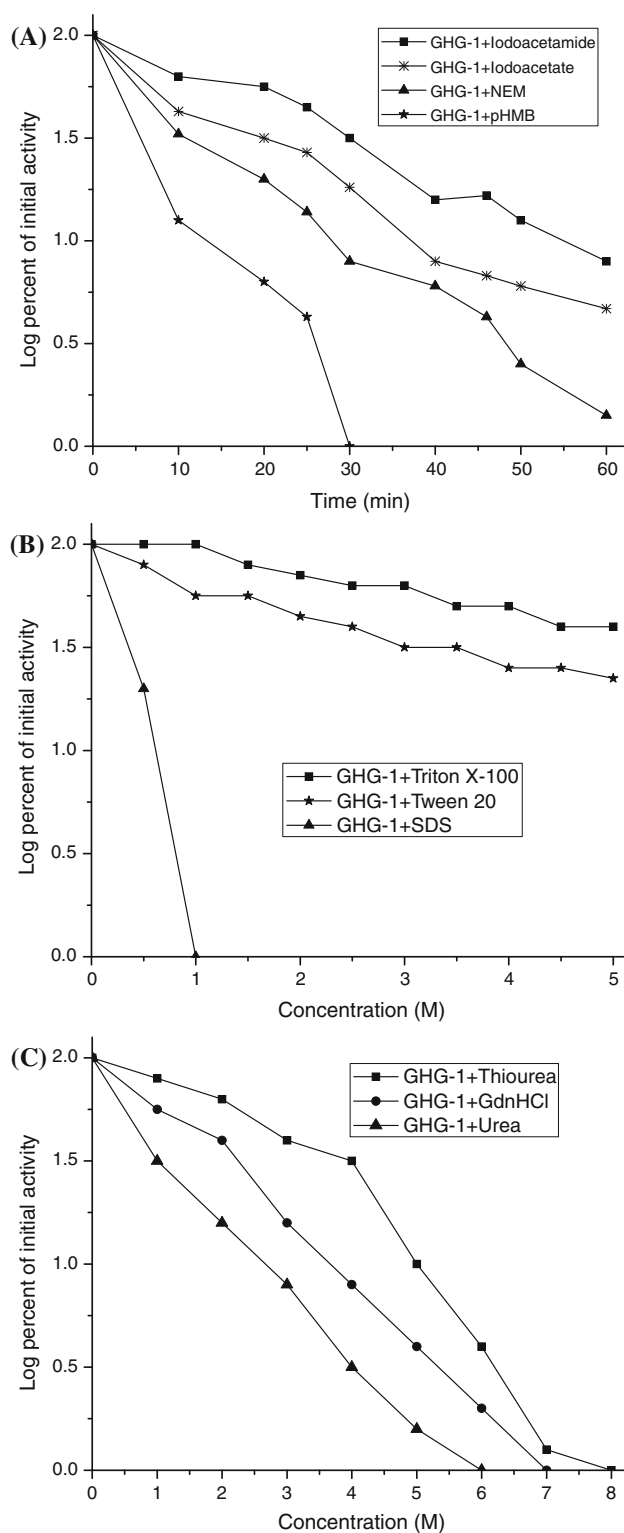 (A)
2.0
1.5
1.0
0.5
0.0
Log percent of initial activity
GHG-1+Iodoacetamide
GHG-1+Iodoacetate
GHG-1+NEM
GHG-1+pHMB
0 10 20 30 40 50 60
Time (min)
(B)
2.0
1.5
1.0
0.5
0.0
Log percent of initial activity
GHG-1+Triton X-100
GHG-1+Tween 20
GHG-1+SDS
0 1 2 3 4 5
Concentration (M)
(C)
2.0
1.5
1.0
0.5
0.0
Log percent of initial activity
GHG-1+Thiourea
GHG-1+GdnHCl
GHG-1+Urea
0 1 2 3 4 5 6 7 8
Concentration (M)